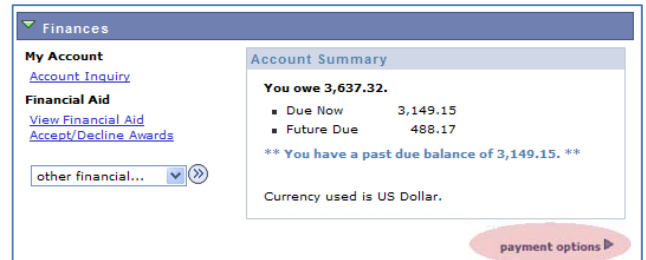 Finances
My Account
Account Inquiry
Financial Aid
View Financial Aid
Accept/Decline Awards
other financial...
Account Summary
You owe 3,637.32.
Due Now 3,149.15
Future Due 488.17
** You have a past due balance of 3,149.15. **
Currency used is US Dollar.
payment options